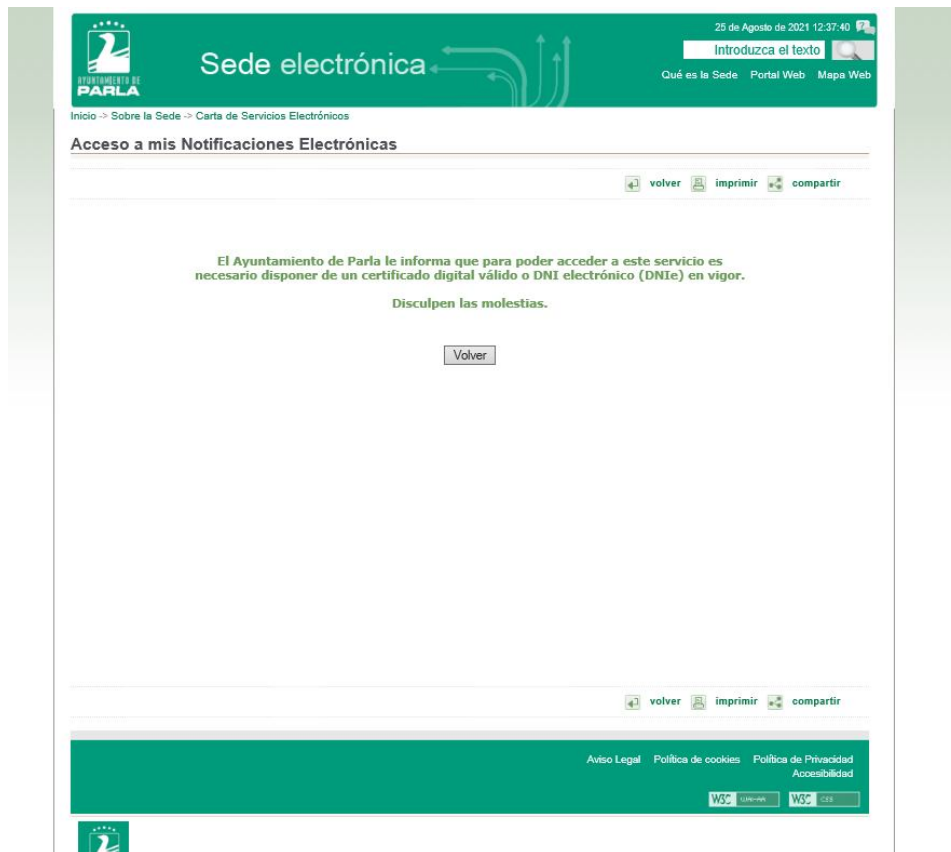 25 de Agosto de 2021 12:37:40
Introduzca el texto
Sede electrónica
Qué es la Sede Portal Web Mapa Web
AYUNTAMIENTO DE
PARLA
Inicio -> Sobre la Sede -> Carta de Servicios Electrónicos
Acceso a mis Notificaciones Electrónicas
volver imprimir compartir
El Ayuntamiento de Parla le informa que para poder acceder a este servicio es
necesario disponer de un certificado digital válido o DNI electrónico (DNIe) en vigor.
Disculpen las molestias.
Volver
volver imprimir compartir
Aviso Legal Política de cookies Política de Privacidad
Accesibilidad
W3C W3C CSS